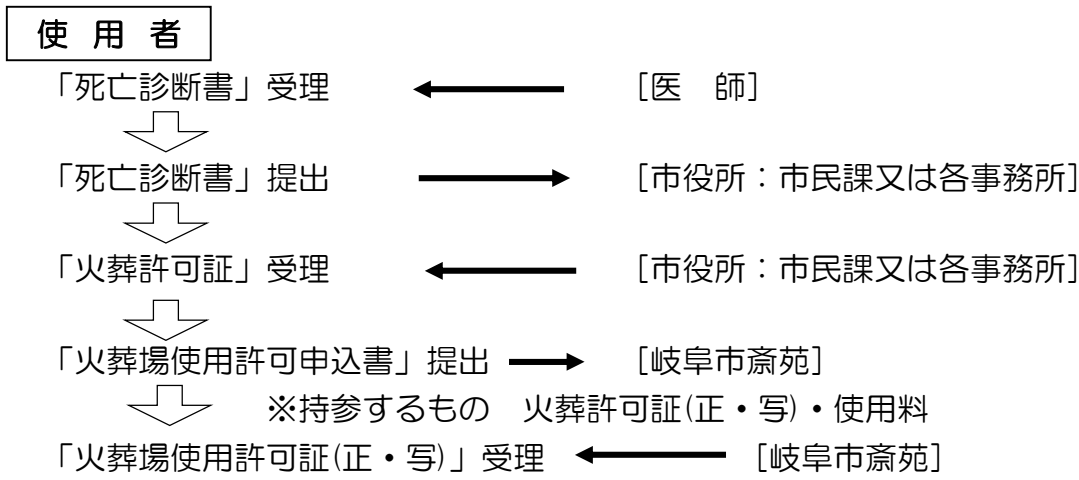 使 用 者
「死亡診断書」受理 [医 師]
「死亡診断書」提出 [市役所：市民課又は各事務所]
「火葬許可証」受理 [市役所：市民課又は各事務所]
「火葬場使用許可申込書」提出 [岐阜市斎苑]
※持参するもの 火葬許可証(正・写)・使用料
「火葬場使用許可証(正・写)」受理 [岐阜市斎苑]